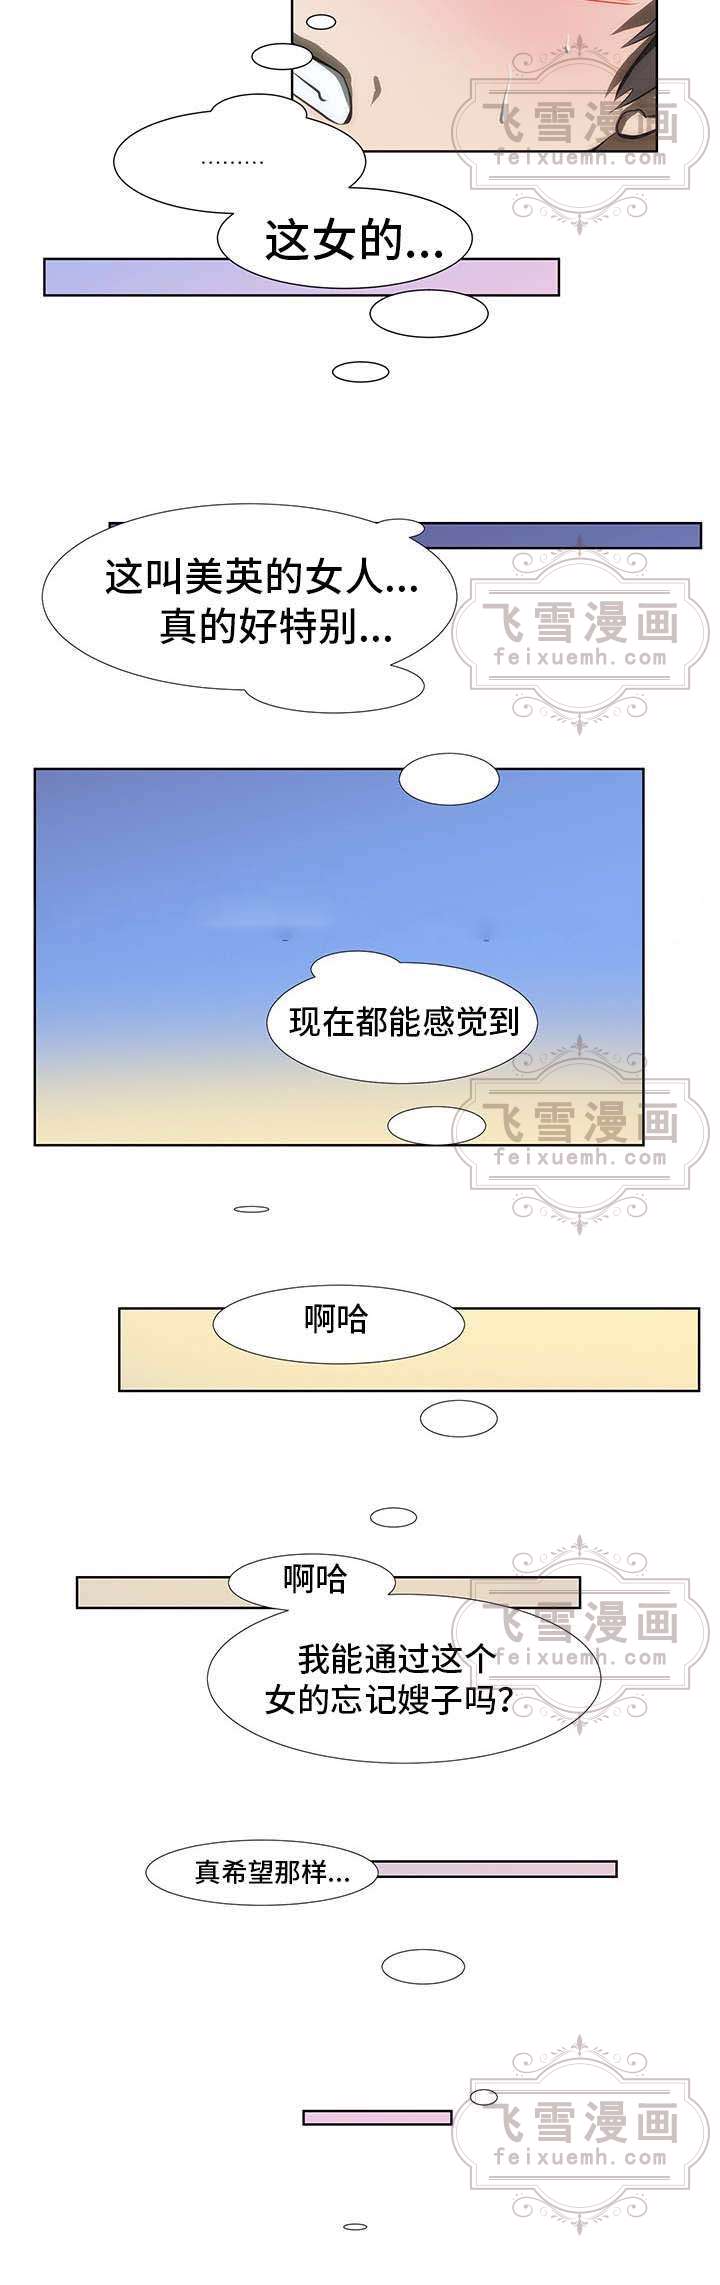 飞雪漫画
feixuemh.com
………
这女的...
这叫美英的女人...
真的好特别...
飞雪漫画
feixuemh.com
现在都能感觉到
飞雪漫画
feixuemh.com
啊哈
啊哈
我能通过这个
女的忘记嫂子吗？
飞雪漫画
feixuemh.com
真希望那样...
飞雪漫画
feixuemh.com